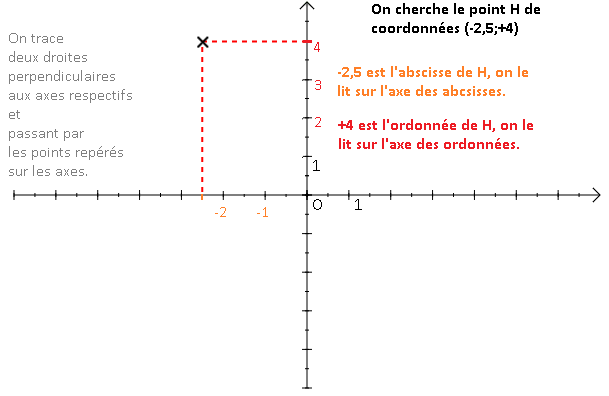 On cherche le point H de
coordonnées (-2,5;+4)
On trace
deux droites
perpendiculaires
aux axes respectifs
et
passant par
les points repérés
sur les axes.
-2,5 est l'abscisse de H, on le
lit sur l'axe des abcsisses.
+4 est l'ordonnée de H, on le
lit sur l'axe des ordonnées.
4
3
2
1
-2
-1
O
1